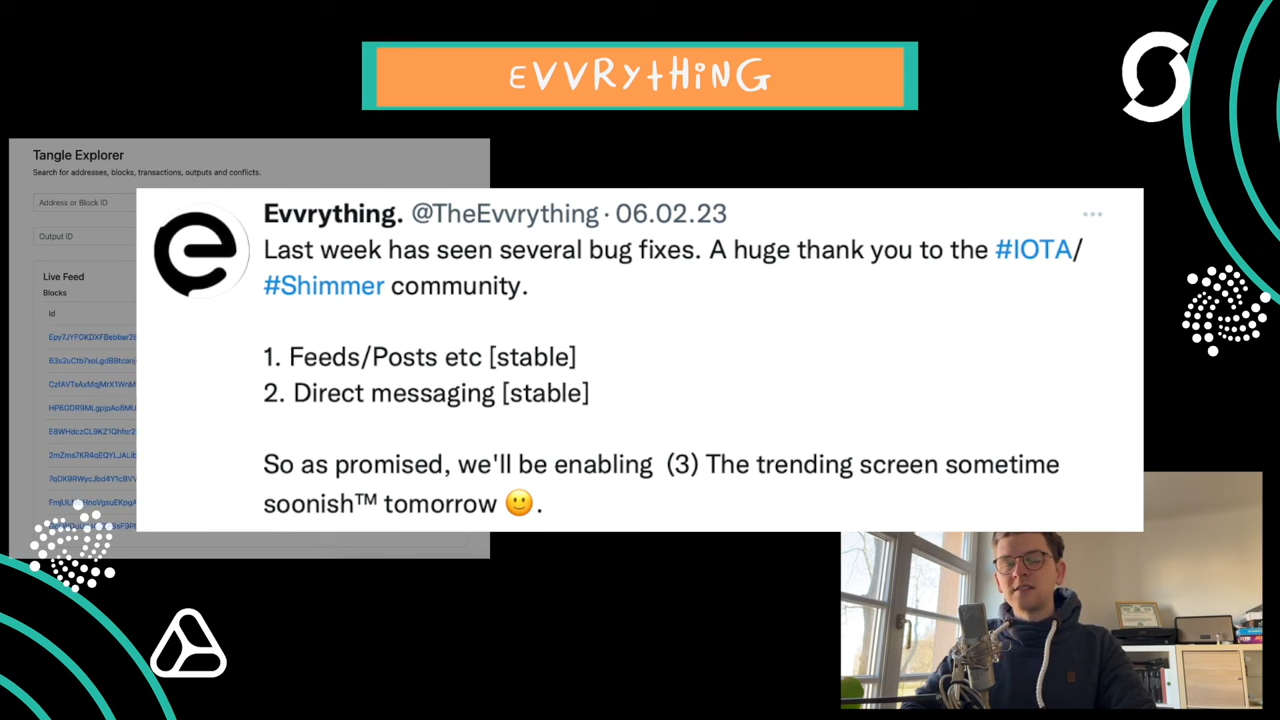 EVVRYtHiNG
Tangle Explorer
Search for addresses, blocks, transactions, outputs and conflicts.
Address or Block ID
Output ID
Live Feed
Blocks
Id
Evvrything. @TheEvvrything · 06.02.23
Last week has seen several bug fixes. A huge thank you to the #IOTA/
#Shimmer community.
1. Feeds/Posts etc [stable]
2. Direct messaging [stable]
So as promised, we'll be enabling (3) The trending screen sometime
soonish™ tomorrow 🙂.